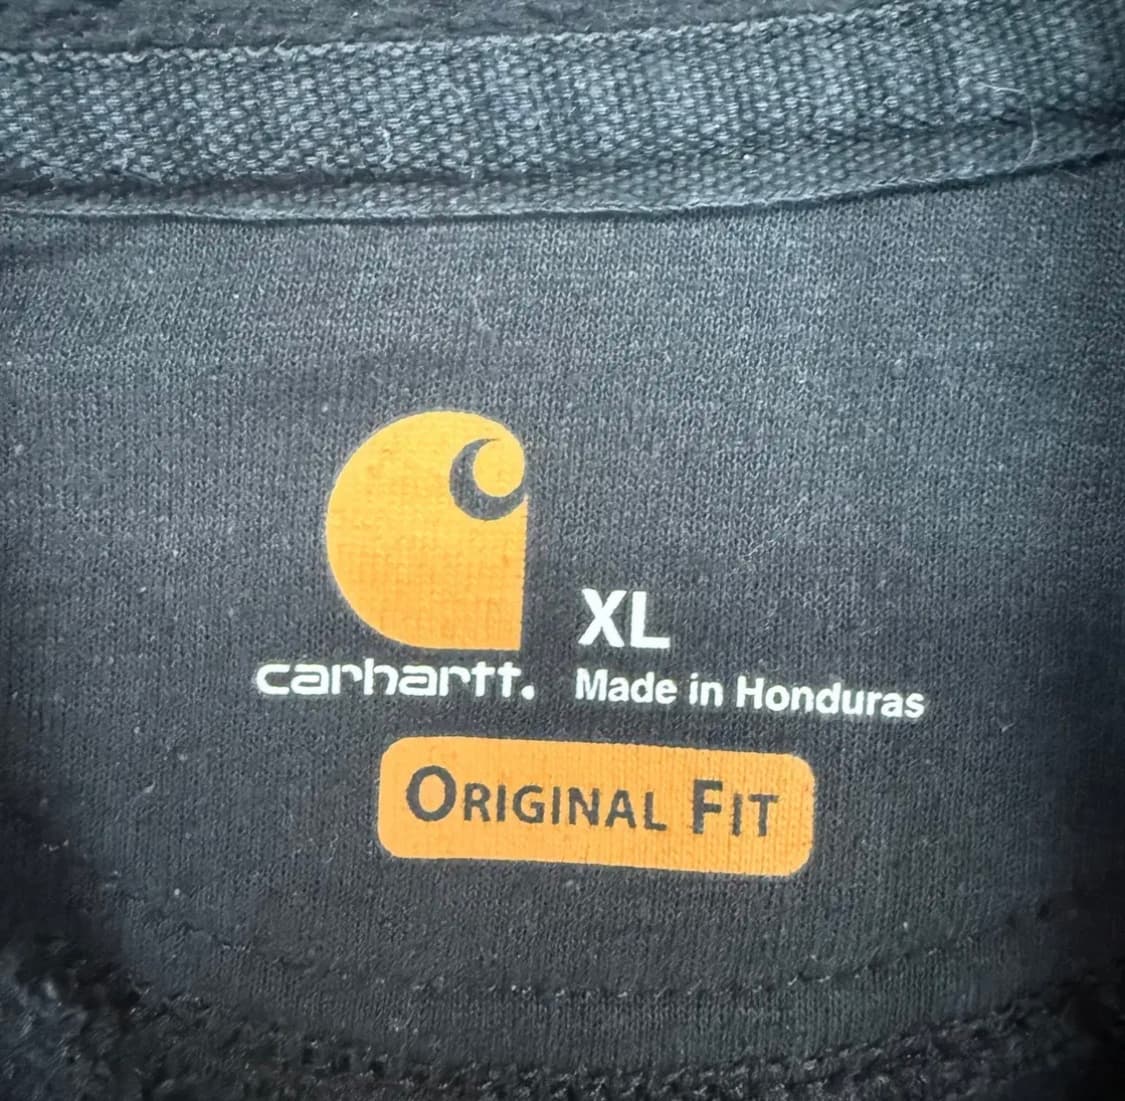 XL
carhartt. Made in Honduras
ORIGINAL FIT